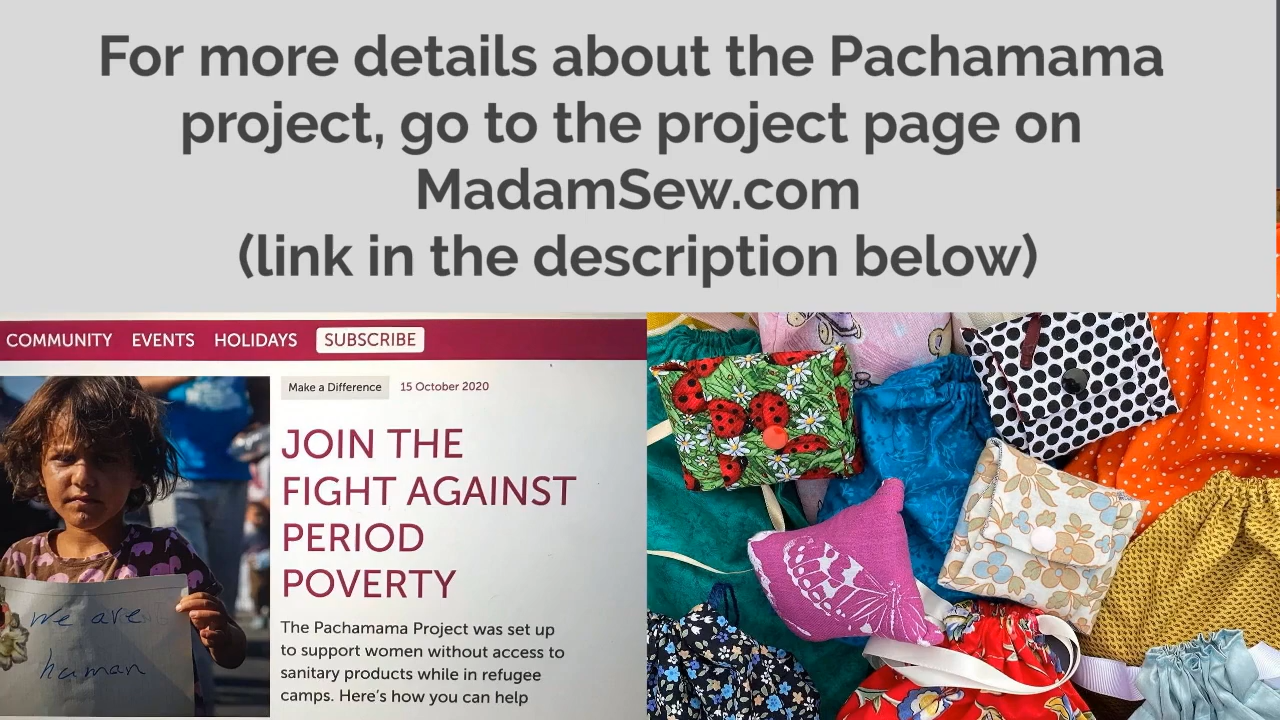 For more details about the Pachamama
project, go to the project page on
MadamSew.com
(link in the description below)
COMMUNITY EVENTS HOLIDAYS SUBSCRIBE
Make a Difference 15 October 2020
JOIN THE
FIGHT AGAINST
PERIOD
POVERTY
The Pachamama Project was set up
to support women without access to
sanitary products while in refugee
camps. Here's how you can help
we are
human